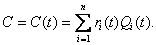 C = C(t) = \sum_{i=1}^{n} r_i(t)Q_i(t).